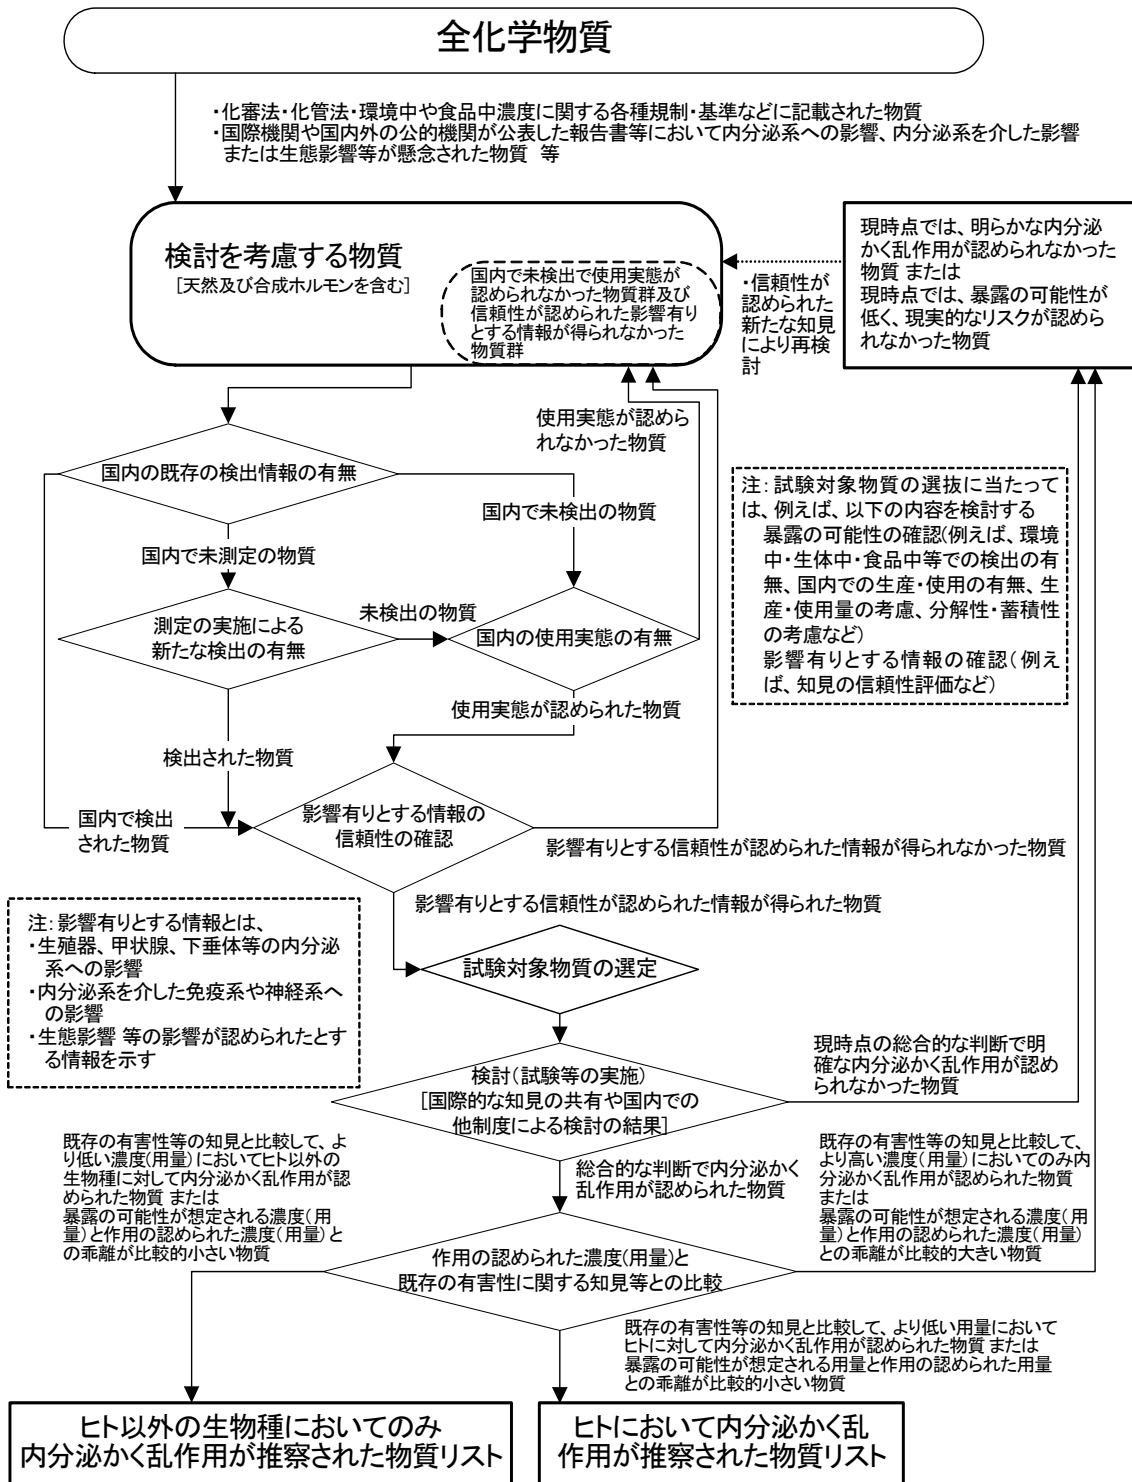 全化学物質
・化審法・化管法・環境中や食品中濃度に関する各種規制・基準などに記載された物質
・国際機関や国内外の公的機関が公表した報告書等において内分泌系への影響、内分泌系を介した影響
または生態影響等が懸念された物質 等
検討を考慮する物質
[天然及び合成ホルモンを含む]
国内で未検出で使用実態が
認められなかった物質群及び
信頼性が認められた影響有り
とする情報が得られなかった
物質群
・信頼性が
認められた
新たな知見
により再検
討
現時点では、明らかな内分泌
かく乱作用が認められなかった
物質 または
現時点では、暴露の可能性が
低く、現実的なリスクが認めら
れなかった物質
使用実態が認めら
れなかった物質
国内の既存の検出情報の有無
国内で未検出の物質
国内で未測定の物質
注：試験対象物質の選抜に当たって
は、例えば、以下の内容を検討する
暴露の可能性の確認(例えば、環境
中・生体中・食品中等での検出の有
無、国内での生産・使用の有無、生
産・使用量の考慮、分解性・蓄積性
の考慮など)
影響有りとする情報の確認(例え
ば、知見の信頼性評価など)
測定の実施による
新たな検出の有無
未検出の物質
国内の使用実態の有無
使用実態が認められた物質
検出された物質
国内で検出
された物質
影響有りとする情報の
信頼性の確認
影響有りとする信頼性が認められた情報が得られなかった物質
影響有りとする信頼性が認められた情報が得られた物質
注：影響有りとする情報とは、
・生殖器、甲状腺、下垂体等の内分泌
系への影響
・内分泌系を介した免疫系や神経系へ
の影響
・生態影響 等の影響が認められたとす
る情報を示す
試験対象物質の選定
検討(試験等の実施)
[国際的な知見の共有や国内での
他制度による検討の結果]
現時点の総合的な判断で明
確な内分泌かく乱作用が認め
られなかった物質
既存の有害性等の知見と比較して、よ
り低い濃度(用量)においてヒト以外の
生物種に対して内分泌かく乱作用が認
められた物質 または
暴露の可能性が想定される濃度(用
量)と作用の認められた濃度(用量)と
の乖離が比較的小さい物質
総合的な判断で内分泌かく
乱作用が認められた物質
既存の有害性等の知見と比較して、
より高い濃度(用量)においてのみ内
分泌かく乱作用が認められた物質
または
暴露の可能性が想定される濃度(用
量)と作用の認められた濃度(用量)
との乖離が比較的大きい物質
作用の認められた濃度(用量)と
既存の有害性に関する知見等との比較
既存の有害性等の知見と比較して、より低い用量において
ヒトに対して内分泌かく乱作用が認められた物質 または
暴露の可能性が想定される用量と作用の認められた用量
との乖離が比較的小さい物質
ヒト以外の生物種においてのみ
内分泌かく乱作用が推察された物質リスト
ヒトにおいて内分泌かく乱
作用が推察された物質リスト